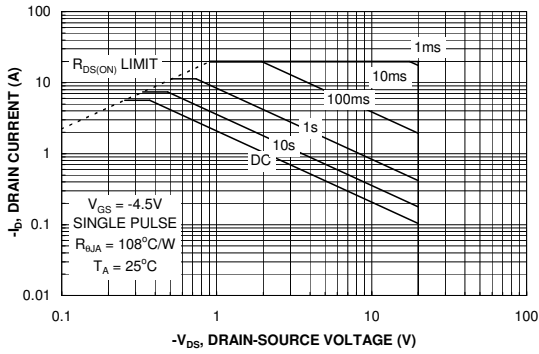 100
10
1
0.1
0.01
-I_D, DRAIN CURRENT (A)
R_DS(ON) LIMIT
1ms
10ms
100ms
1s
10s
DC
V_GS = -4.5V
SINGLE PULSE
R_θJA = 108°C/W
T_A = 25°C
0.1
1
10
100
-V_DS, DRAIN-SOURCE VOLTAGE (V)